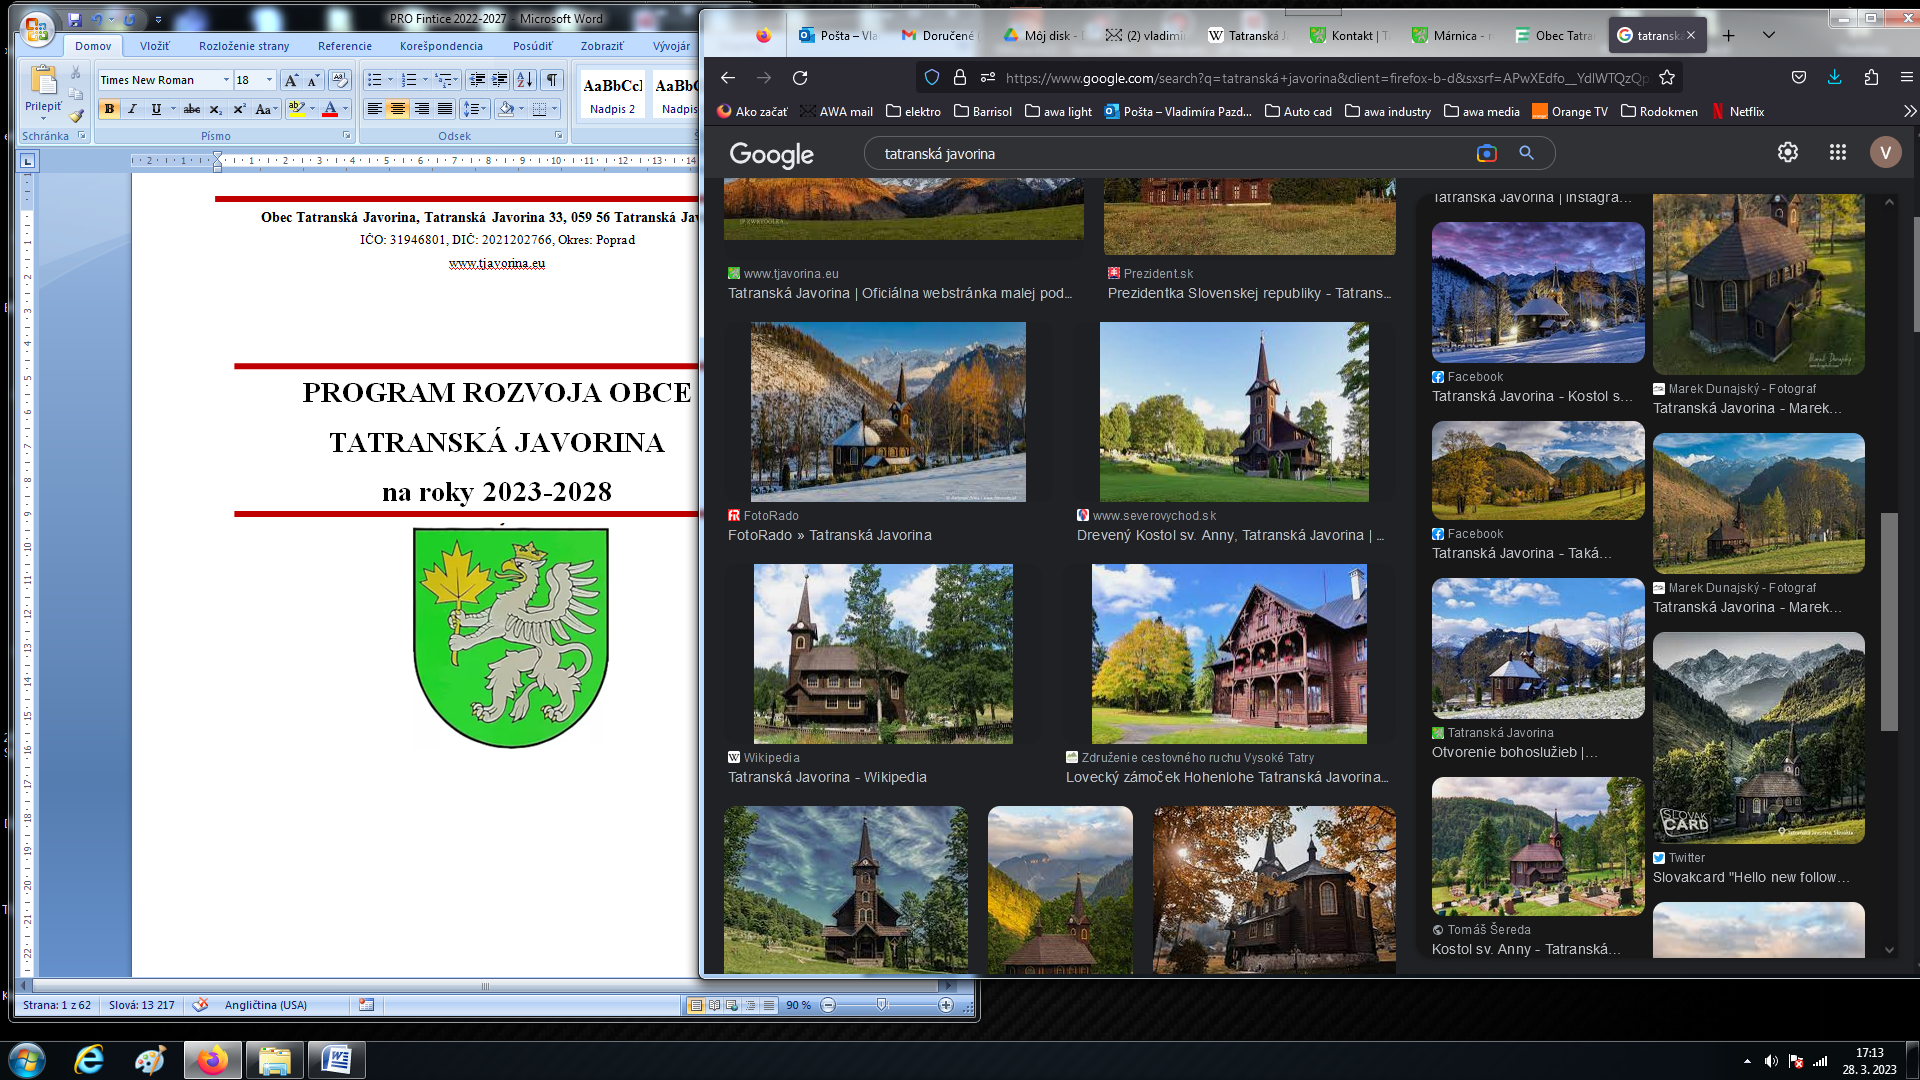 PRO Fintice 2022-2027 - Microsoft Word
Domov Vložiť Rozloženie strany Referencie Korešpondencia Posúdiť Zobraziť Vývojár
Prilepiť
Times New Roman 18
AaBbCcI
Nadpis 2
Schránka Písmo Odsek
Obec Tatranská Javorina, Tatranská Javorina 33, 059 56 Tatranská Jav
IČO: 31946801, DIČ: 2021202766, Okres: Poprad
www.tjavorina.eu
PROGRAM ROZVOJA OBCE
TATRANSKÁ JAVORINA
na roky 2023-2028
Strana: 1 z 62 Slová: 13 217 Angličtina (USA) 90 %
Pošta – Vla Doručené Môj disk - (2) vladimí Tatranská J Kontakt | T Márnica - Obec Tatra tatranská
https://www.google.com/search?q=tatranská+javorina&client=firefox-b-d&sxsrf=APwXEdfo__YdlWTQzQp
Ako začať AWA mail elektro Barrisol awa light Pošta – Vladimíra Pazd... Auto cad awa industry awa media Orange TV Rodokmen Netflix
Google
tatranská javorina
V
www.tjavorina.eu
Tatranská Javorina | Oficiálna webstránka malej pod...
Prezident.sk
Prezidentka Slovenskej republiky - Tatrans...
FotoRado
FotoRado » Tatranská Javorina
www.severovychod.sk
Drevený Kostol sv. Anny, Tatranská Javorina | ...
Wikipedia
Tatranská Javorina - Wikipedia
Združenie cestovného ruchu Vysoké Tatry
Lovecký zámoček Hohenlohe Tatranská Javorina...
Tatranská Javorina | Instagra...
Facebook
Tatranská Javorina - Kostol s...
Facebook
Tatranská Javorina - Taká...
Tatranská Javorina
Otvorenie bohoslužieb |...
Tomáš Šereda
Kostol sv. Anny - Tatranská...
Marek Dunajský - Fotograf
Tatranská Javorina - Marek...
Marek Dunajský - Fotograf
Tatranská Javorina - Marek...
SLOVAK
CARD
Tatranská Javorina, Slovakia
Twitter
Slovakcard "Hello new follow...
17:13
28. 3. 2023